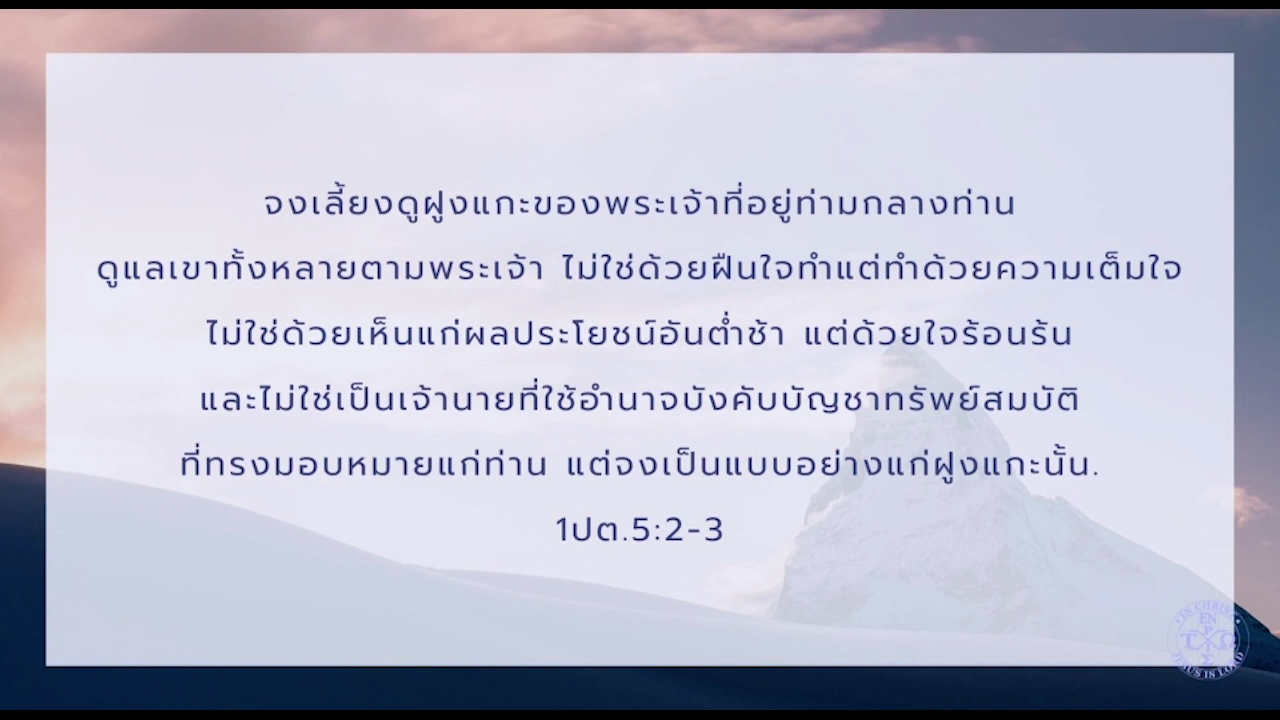 จงเลี้ยงดูฝูงแกะของพระเจ้าที่อยู่ท่ามกลางท่าน
ดูแลเขาทั้งหลายตามพระเจ้า ไม่ใช่ด้วยฝืนใจทำแต่ทำด้วยความเต็มใจ
ไม่ใช่ด้วยเห็นแก่ผลประโยชน์อันต่ำช้า แต่ด้วยใจร้อนรน
และไม่ใช่เป็นเจ้านายที่ใช้อำนาจบังคับบัญชาทรัพย์สมบัติ
ที่ทรงมอบหมายแก่ท่าน แต่จงเป็นแบบอย่างแก่ฝูงแกะนั้น.
1ปต.5:2-3
IN CHRIST
EN
JESUS IS LORD